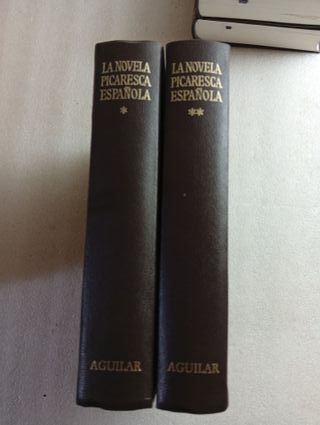 LA NOVELA
PICARESCA
ESPAÑOLA
*
AGUILAR
LA NOVELA
PICARESCA
ESPAÑOLA
**
AGUILAR